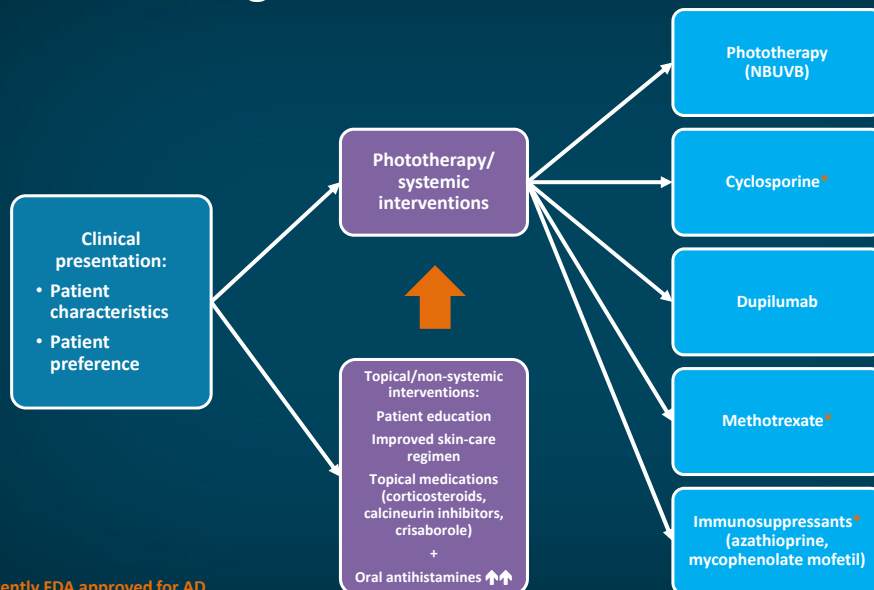 Clinical
presentation:
• Patient
characteristics
• Patient
preference
Phototherapy/
systemic
interventions
Topical/non-systemic
interventions:
Patient education
Improved skin-care
regimen
Topical medications
(corticosteroids,
calcineurin inhibitors,
crisaborole)
+
Oral antihistamines
Phototherapy
(NBUVB)
Cyclosporine*
Dupilumab
Methotrexate*
Immunosuppressants*
(azathioprine,
mycophenolate mofetil)
FDA approved for AD